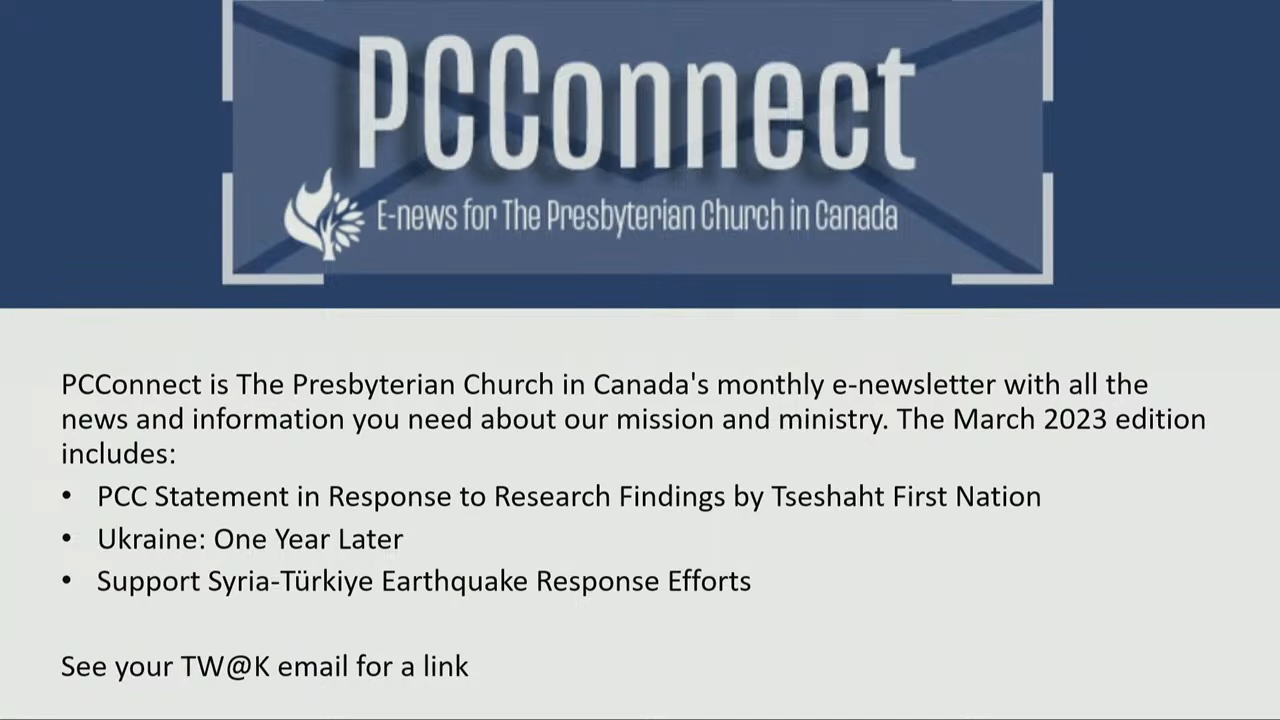 PCConnect
E-news for The Presbyterian Church in Canada
PCConnect is The Presbyterian Church in Canada's monthly e-newsletter with all the
news and information you need about our mission and ministry. The March 2023 edition
includes:
• PCC Statement in Response to Research Findings by Tseshaht First Nation
• Ukraine: One Year Later
• Support Syria-Türkiye Earthquake Response Efforts
See your TW@K email for a link